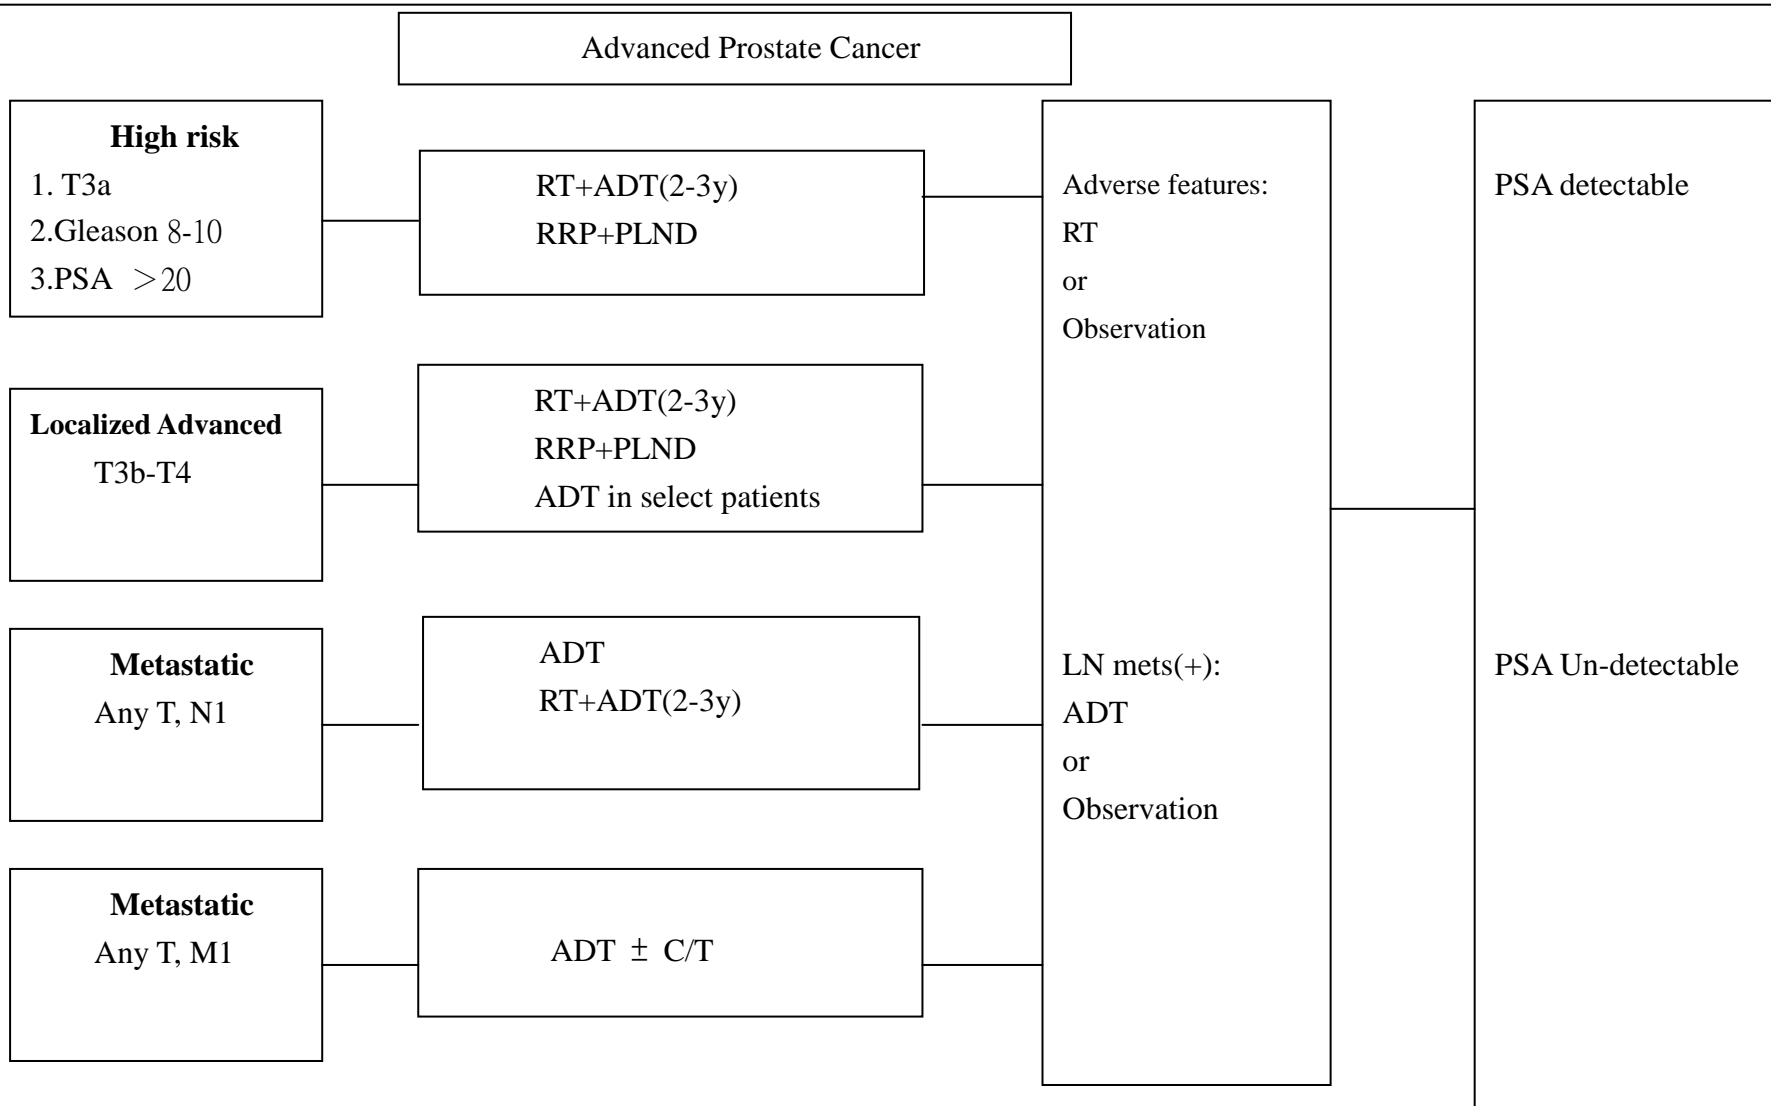 Advanced Prostate Cancer
High risk
1. T3a
2.Gleason 8-10
3.PSA ＞20
RT+ADT(2-3y)
RRP+PLND
Localized Advanced
T3b-T4
RT+ADT(2-3y)
RRP+PLND
ADT in select patients
Metastatic
Any T, N1
ADT
RT+ADT(2-3y)
Metastatic
Any T, M1
ADT ± C/T
Adverse features:
RT
or
Observation
LN mets(+):
ADT
or
Observation
PSA detectable
PSA Un-detectable